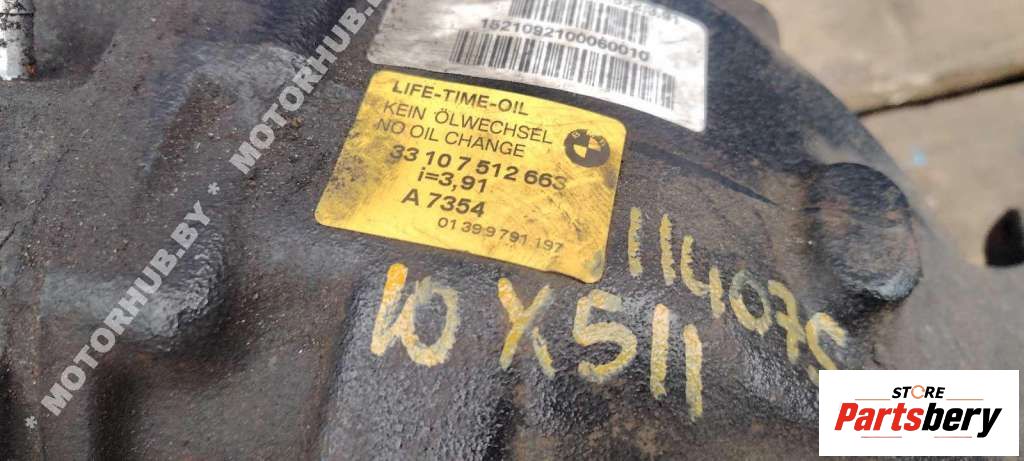 1521092100060010
LIFE-TIME-OIL
KEIN ÖLWECHSEL
NO OIL CHANGE
33 10 7 512 663
i=3,91
A 7354
01 39 9 791 197
114075
10 X511
* MOTORHUB.BY * MOTORHUB.BY
STORE
Partsbery